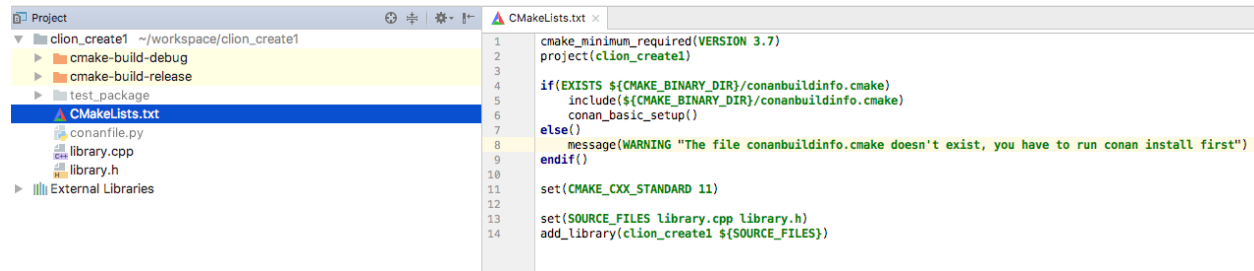 Project
clion_create1 ~/workspace/clion_create1
cmake-build-debug
cmake-build-release
test_package
CMakeLists.txt
conanfile.py
library.cpp
library.h
External Libraries
CMakeLists.txt
1 cmake_minimum_required(VERSION 3.7)
2 project(clion_create1)
3
4 if(EXISTS ${CMAKE_BINARY_DIR}/conanbuildinfo.cmake)
5 include(${CMAKE_BINARY_DIR}/conanbuildinfo.cmake)
6 conan_basic_setup()
7 else()
8 message(WARNING "The file conanbuildinfo.cmake doesn't exist, you have to run conan install first")
9 endif()
10
11 set(CMAKE_CXX_STANDARD 11)
12
13 set(SOURCE_FILES library.cpp library.h)
14 add_library(clion_create1 ${SOURCE_FILES})